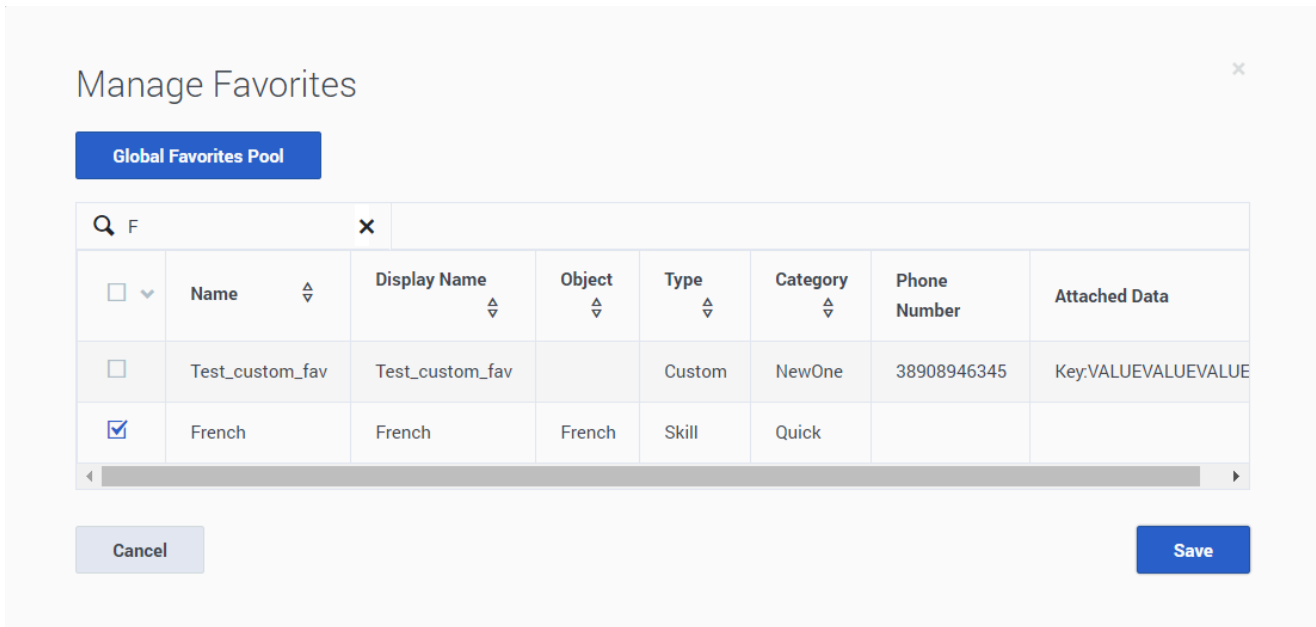 Manage Favorites
×
Global Favorites Pool
F
Name Display Name Object Type Category Phone Number Attached Data
Test_custom_fav Test_custom_fav Custom NewOne 38908946345 Key:VALUEVALUEVALUE
French French French Skill Quick
Cancel Save